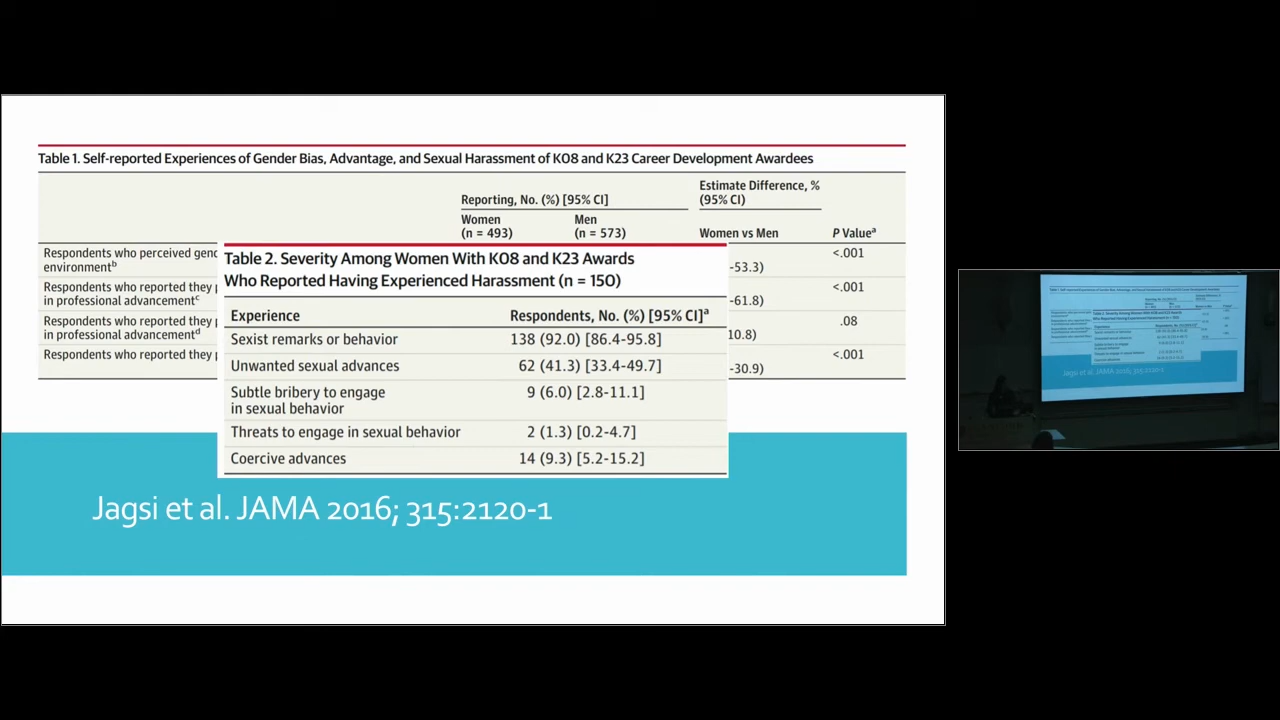 Table 1. Self-reported Experiences of Gender Bias, Advantage, and Sexual Harassment of K08 and K23 Career Development Awardees
Estimate Difference, %
Reporting, No. (%) [95% CI]
(95% CI)
Women
Men
(n = 493)
(n = 573)
Women vs Men
P Valueᵃ
Respondents who perceived
environmentᵇ
-53.3)
<.001
Respondents who reported they
in professional advancementᶜ
-61.8)
<.001
Respondents who reported they
in professional advancementᵈ
10.8)
.08
Respondents who reported they
-30.9)
<.001
Table 2. Severity Among Women With K08 and K23 Awards
Who Reported Having Experienced Harassment (n = 150)
Experience
Respondents, No. (%) [95% CI]ᵃ
Sexist remarks or behavior
138 (92.0) [86.4-95.8]
Unwanted sexual advances
62 (41.3) [33.4-49.7]
Subtle bribery to engage
in sexual behavior
9 (6.0) [2.8-11.1]
Threats to engage in sexual behavior
2 (1.3) [0.2-4.7]
Coercive advances
14 (9.3) [5.2-15.2]
Jagsi et al. JAMA 2016; 315:2120-1
Jagsi et al. JAMA 2016; 315:2120-1